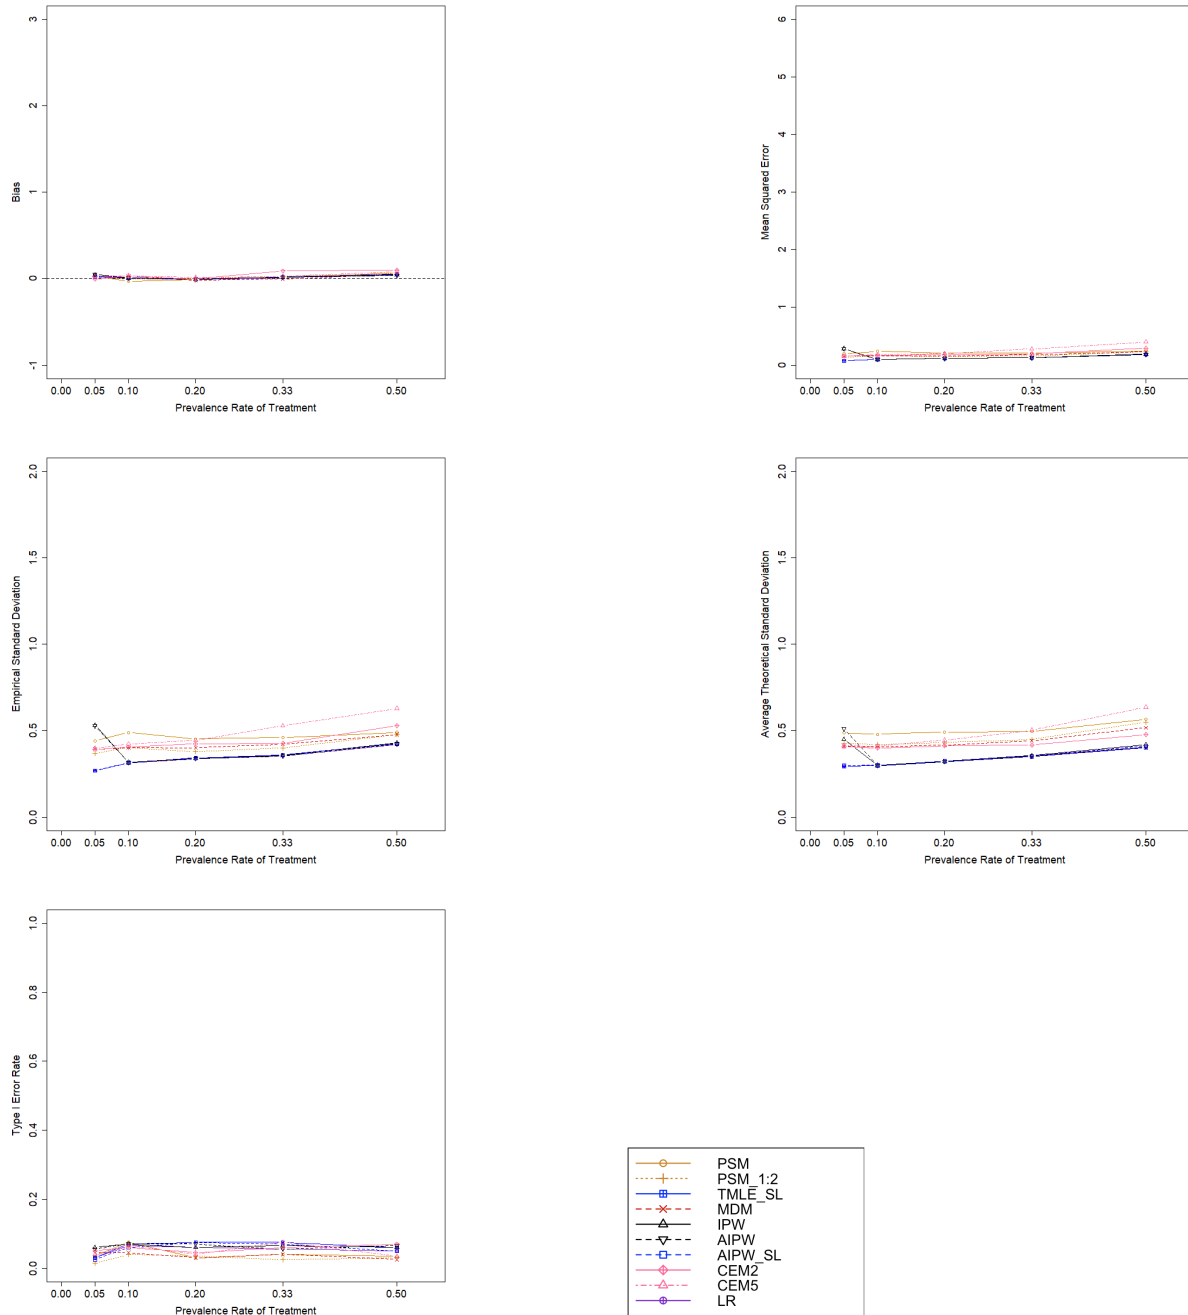 3
2
1
0
-1
Bias
0.00 0.05 0.10 0.20 0.33 0.50
Prevalence Rate of Treatment
6
5
4
3
2
1
0
Mean Squared Error
0.00 0.05 0.10 0.20 0.33 0.50
Prevalence Rate of Treatment
2.0
1.5
1.0
0.5
0.0
Empirical Standard Deviation
0.00 0.05 0.10 0.20 0.33 0.50
Prevalence Rate of Treatment
2.0
1.5
1.0
0.5
0.0
Average Theoretical Standard Deviation
0.00 0.05 0.10 0.20 0.33 0.50
Prevalence Rate of Treatment
1.0
0.8
0.6
0.4
0.2
0.0
Type I Error Rate
0.00 0.05 0.10 0.20 0.33 0.50
Prevalence Rate of Treatment
PSM
PSM_1:2
TMLE_SL
MDM
IPW
AIPW
AIPW_SL
CEM2
CEM5
LR